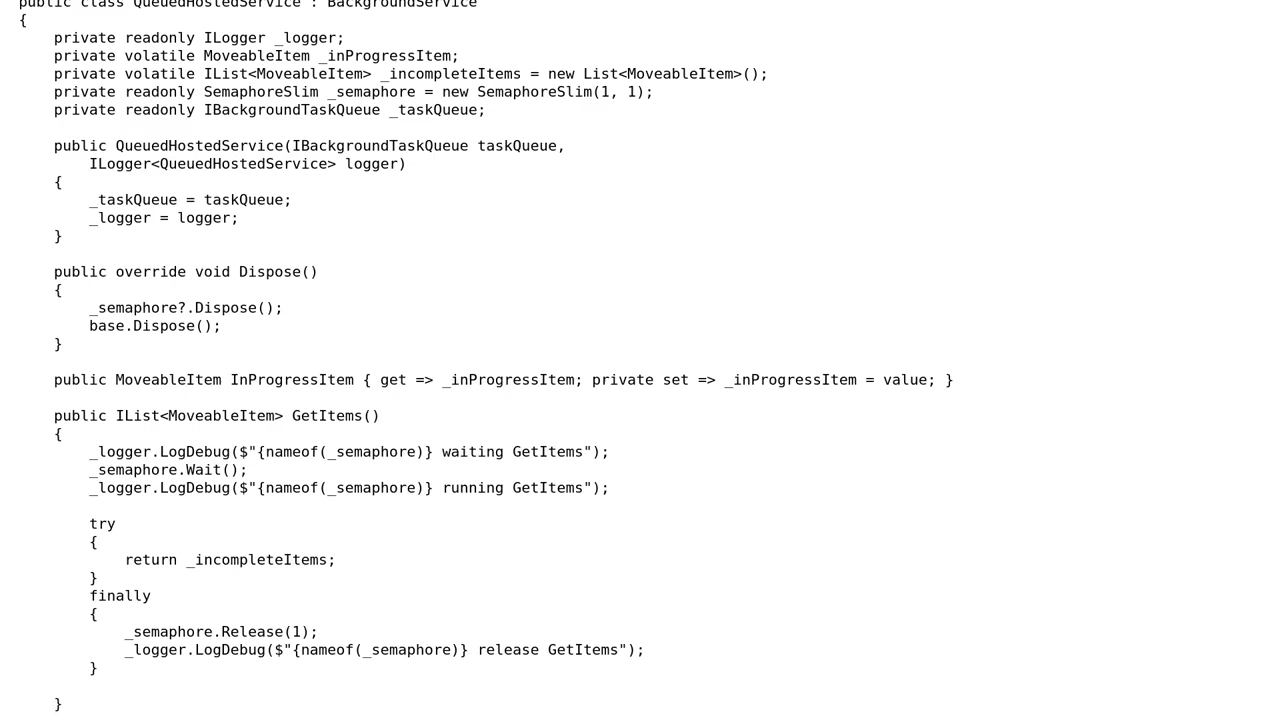 public class QueuedHostedService : BackgroundService
{
    private readonly ILogger _logger;
    private volatile MoveableItem _inProgressItem;
    private volatile IList<MoveableItem> _incompleteItems = new List<MoveableItem>();
    private readonly SemaphoreSlim _semaphore = new SemaphoreSlim(1, 1);
    private readonly IBackgroundTaskQueue _taskQueue;

    public QueuedHostedService(IBackgroundTaskQueue taskQueue,
        ILogger<QueuedHostedService> logger)
    {
        _taskQueue = taskQueue;
        _logger = logger;
    }

    public override void Dispose()
    {
        _semaphore?.Dispose();
        base.Dispose();
    }

    public MoveableItem InProgressItem { get => _inProgressItem; private set => _inProgressItem = value; }

    public IList<MoveableItem> GetItems()
    {
        _logger.LogDebug($"{nameof(_semaphore)} waiting GetItems");
        _semaphore.Wait();
        _logger.LogDebug($"{nameof(_semaphore)} running GetItems");

        try
        {
            return _incompleteItems;
        }
        finally
        {
            _semaphore.Release(1);
            _logger.LogDebug($"{nameof(_semaphore)} release GetItems");
        }

    }